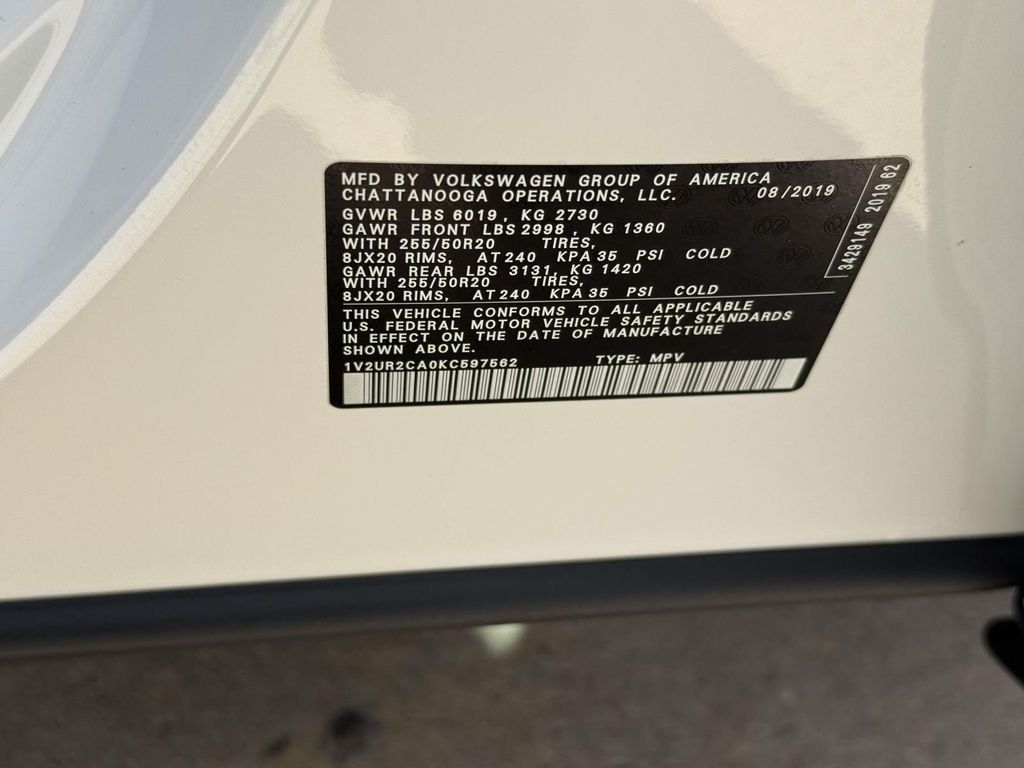 MFD BY VOLKSWAGEN GROUP OF AMERICA
CHATTANOOGA OPERATIONS, LLC. 08/2019
GVWR LBS 6019, KG 2730
GAWR FRONT LBS 2998, KG 1360
WITH 255/50R20 TIRES,
8JX20 RIMS, AT 240 KPA 35 PSI COLD
GAWR REAR LBS 3131, KG 1420
WITH 255/50R20 TIRES,
8JX20 RIMS, AT 240 KPA 35 PSI COLD
THIS VEHICLE CONFORMS TO ALL APPLICABLE
U.S. FEDERAL MOTOR VEHICLE SAFETY STANDARDS
IN EFFECT ON THE DATE OF MANUFACTURE
SHOWN ABOVE.
1V2UR2CA0KC597562 TYPE: MPV
3429149 2019 62